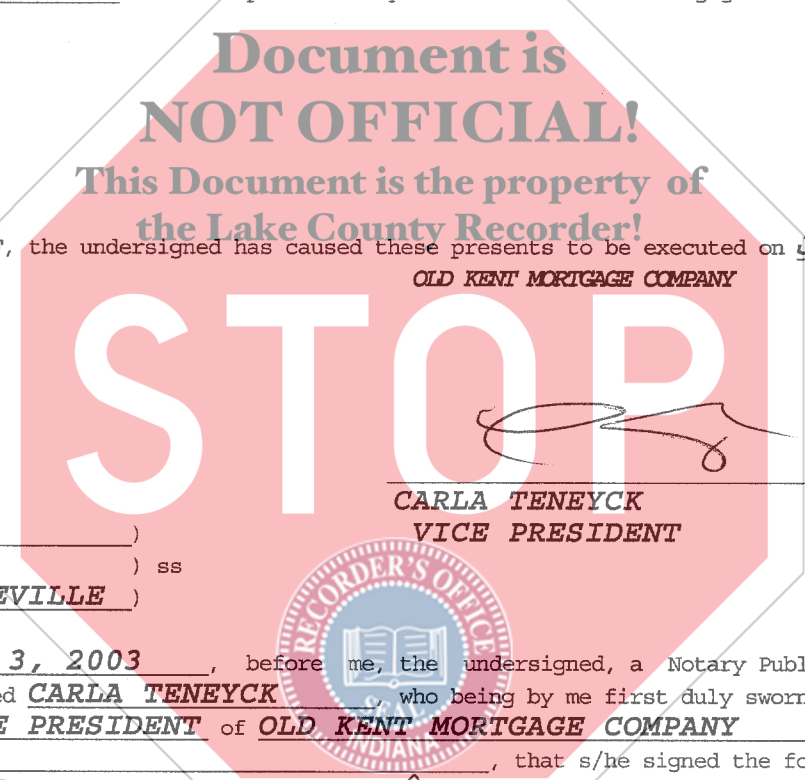 Document is
NOT OFFICIAL!
This Document is the property of
the Lake County Recorder!
, the undersigned has caused these presents to be executed on
OLD KENT MORTGAGE COMPANY
STOP
CARLA TENEYCK
VICE PRESIDENT
)
) ss
EVILLE )
3, 2003 , before me, the undersigned, a Notary Publ
ed CARLA TENEYCK , who being by me first duly sworn
E PRESIDENT of OLD KENT MORTGAGE COMPANY
, that s/he signed the fo
RECORDER'S OFFICE
SEAL
INDIANA